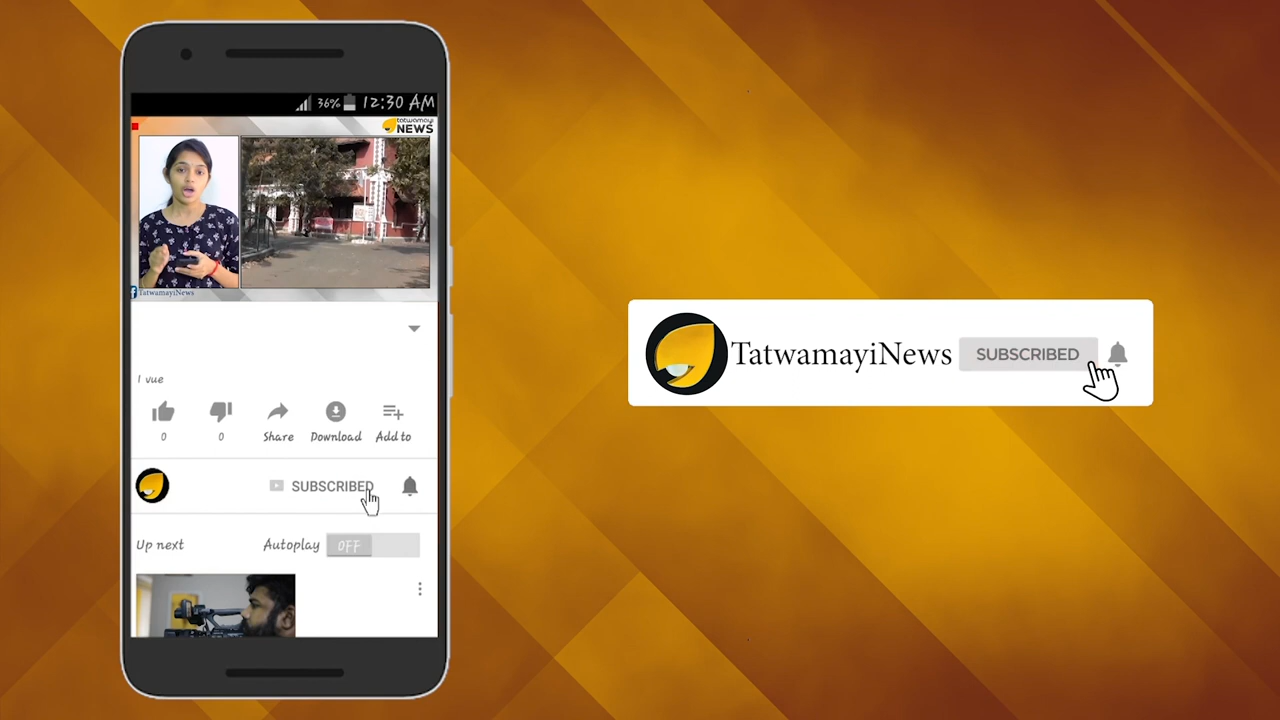 36% 12:30 AM
tatwamayi
NEWS
TatwamayiNews
1 vue
0 0 Share Download Add to
SUBSCRIBED
Up next Autoplay OFF
TatwamayiNews SUBSCRIBED